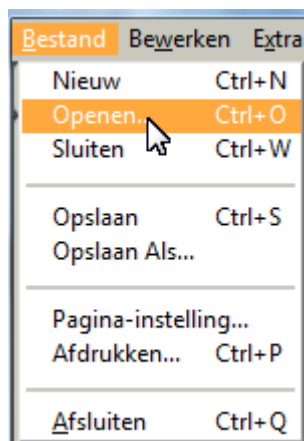 Bestand Bewerken Extra
Nieuw Ctrl+N
Openen... Ctrl+O
Sluiten Ctrl+W
Opslaan Ctrl+S
Opslaan Als...
Pagina-instelling...
Afdrukken... Ctrl+P
Afsluiten Ctrl+Q